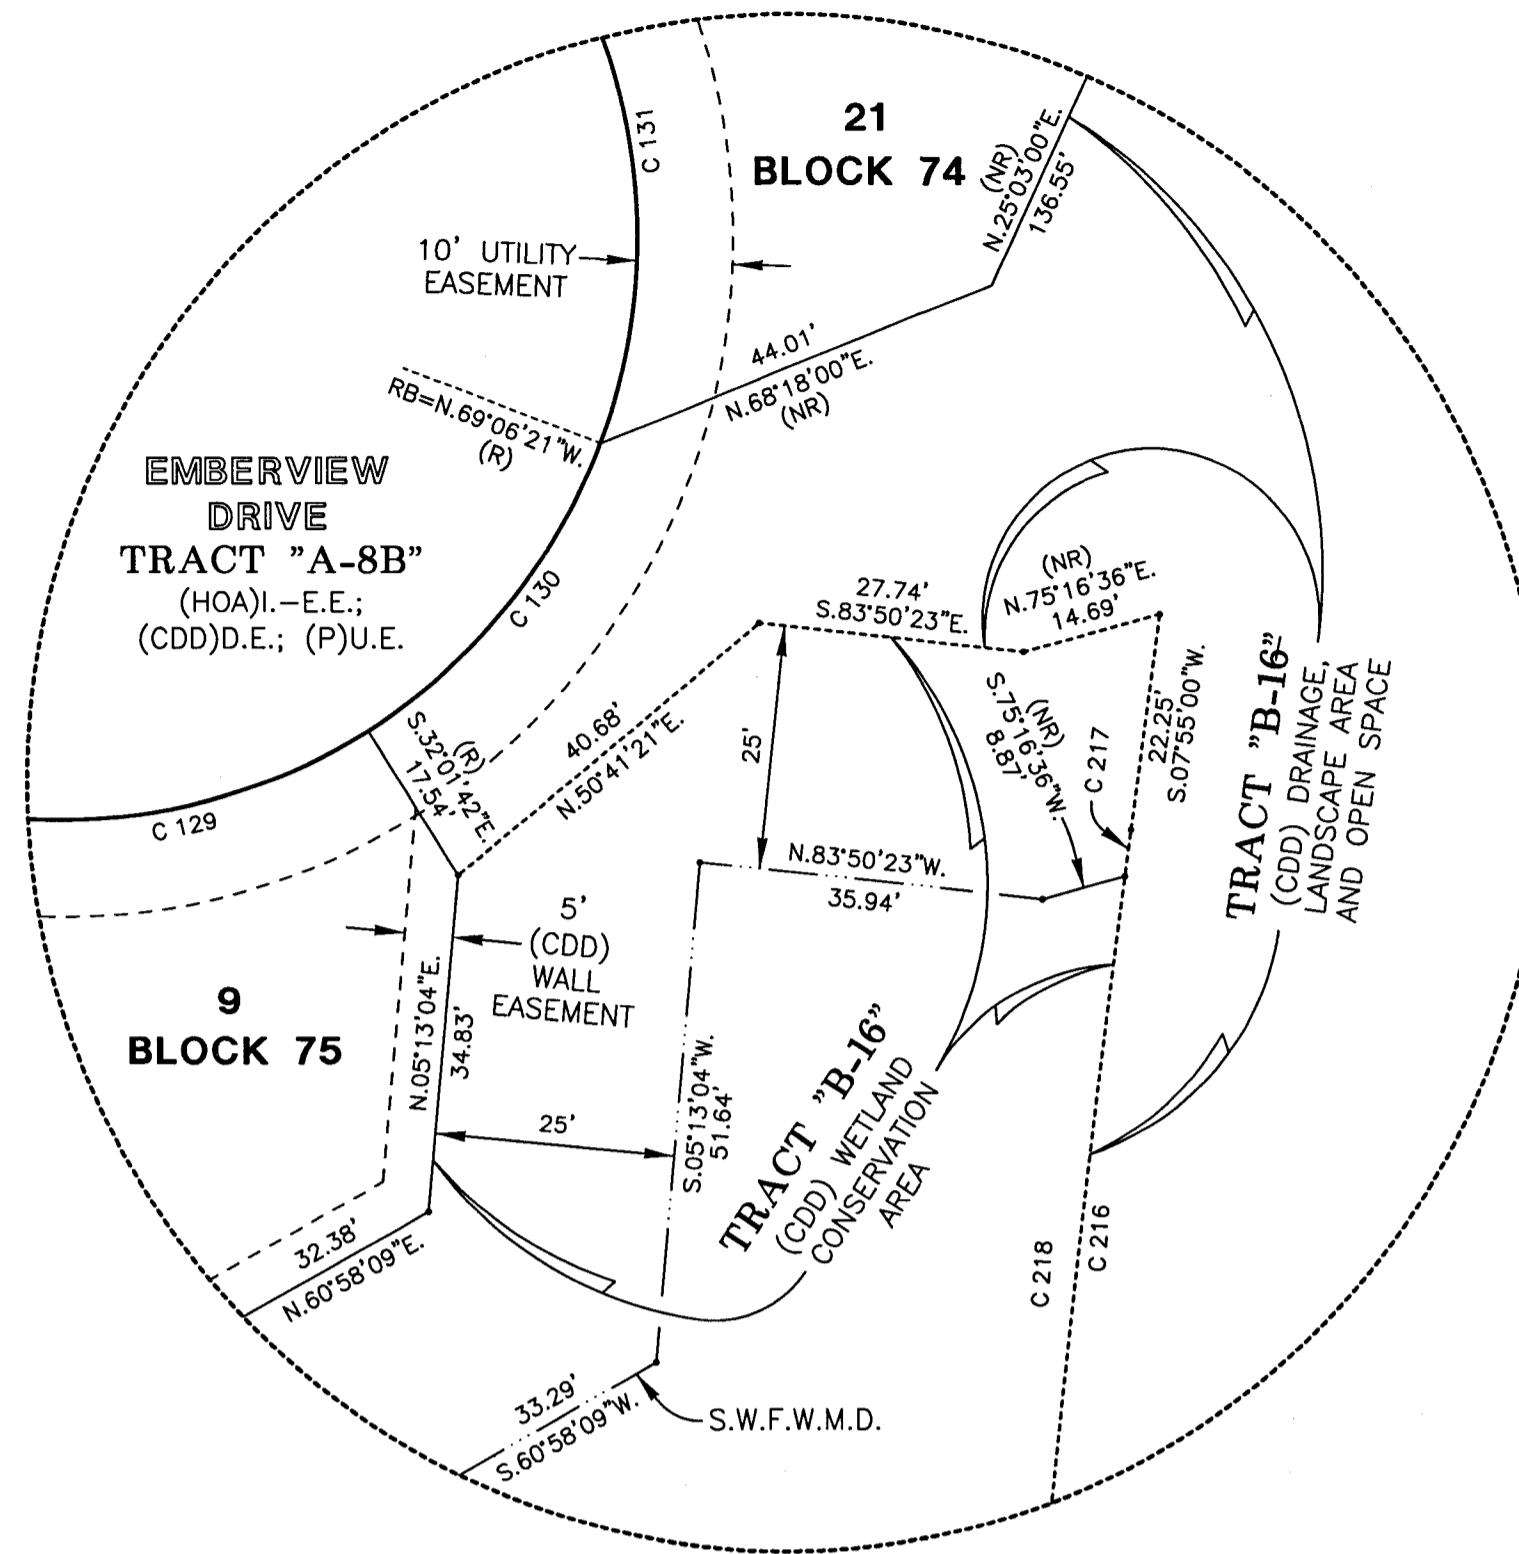 21
BLOCK 74
C 131
(NR)
N.25°03'00"E.
136.55'
10' UTILITY
EASEMENT
44.01'
N.68°18'00"E.
(NR)
RB=N.69°06'21"W.
(R)
EMBERVIEW
DRIVE
TRACT "A-8B"
(HOA)I.-E.E.;
(CDD)D.E.; (P)U.E.
C 130
27.74'
S.83°50'23"E.
(NR)
N.75°16'36"E.
14.69'
(R)
S.32°01'42"E.
17.54'
40.68'
N.50°41'21"E.
25'
(NR)
S.75°16'36"W.
8.87'
C 217
22.25'
S.07°55'00"W.
TRACT "B-16"
(CDD) DRAINAGE,
LANDSCAPE AREA
AND OPEN SPACE
C 129
N.83°50'23"W.
35.94'
5'
(CDD)
WALL
EASEMENT
9
BLOCK 75
N.05°13'04"E.
34.83'
25'
S.05°13'04"W.
51.64'
TRACT "B-16"
(CDD) WETLAND
CONSERVATION
AREA
32.38'
N.60°58'09"E.
C 218
C 216
33.29'
S.60°58'09"W.
S.W.F.W.M.D.